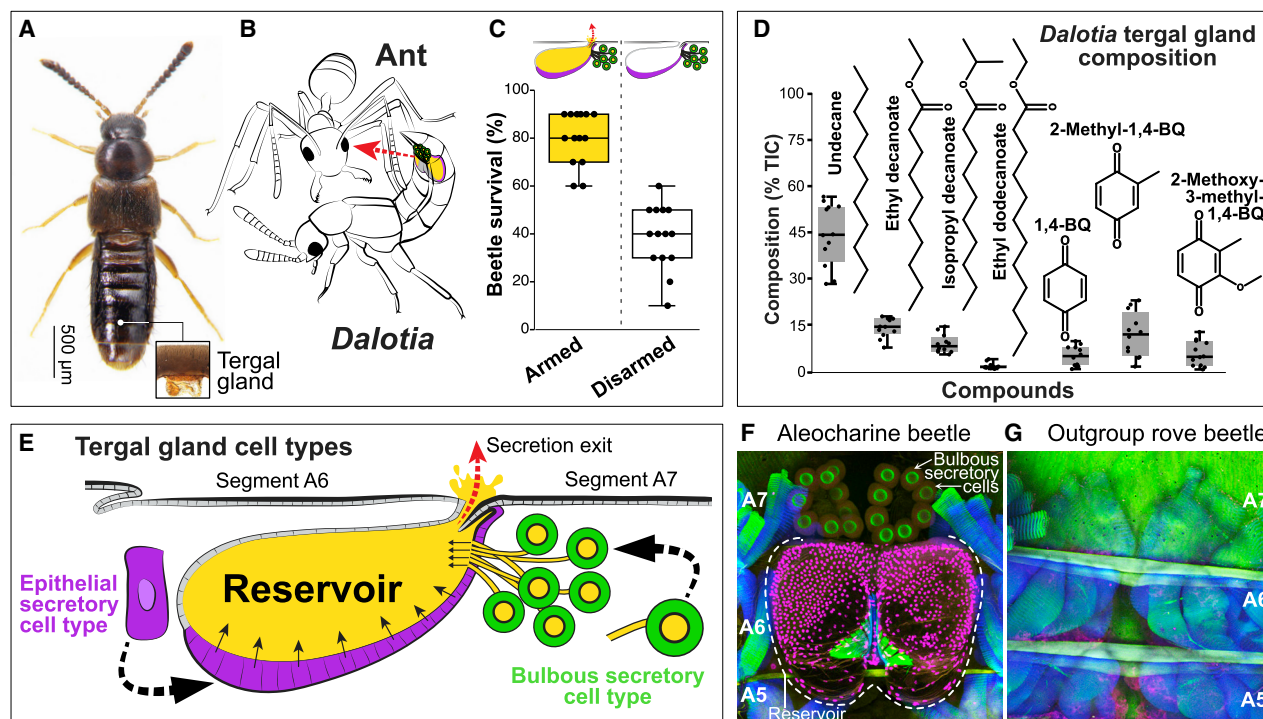 A
500 µm
Tergal
gland
B
Ant
Dalotia
C
Beetle survival (%)
100
80
60
40
20
0
Armed
Disarmed
D
Dalotia tergal gland
composition
Composition (% TIC)
100
75
60
45
30
15
0
Undecane
Ethyl decanoate
Isopropyl decanoate
Ethyl dodecanoate
1,4-BQ
2-Methyl-1,4-BQ
2-Methoxy-
3-methyl-
1,4-BQ
O
O
O
O
O
O
O
O
O
O
O
O
O
Compounds
E
Tergal gland cell types
Segment A6
Secretion exit
Segment A7
Reservoir
Epithelial
secretory
cell type
Bulbous secretory
cell type
F
Aleocharine beetle
Bulbous
secretory
cells
A7
A6
A5
Reservoir
G
Outgroup rove beetle
A7
A6
A5